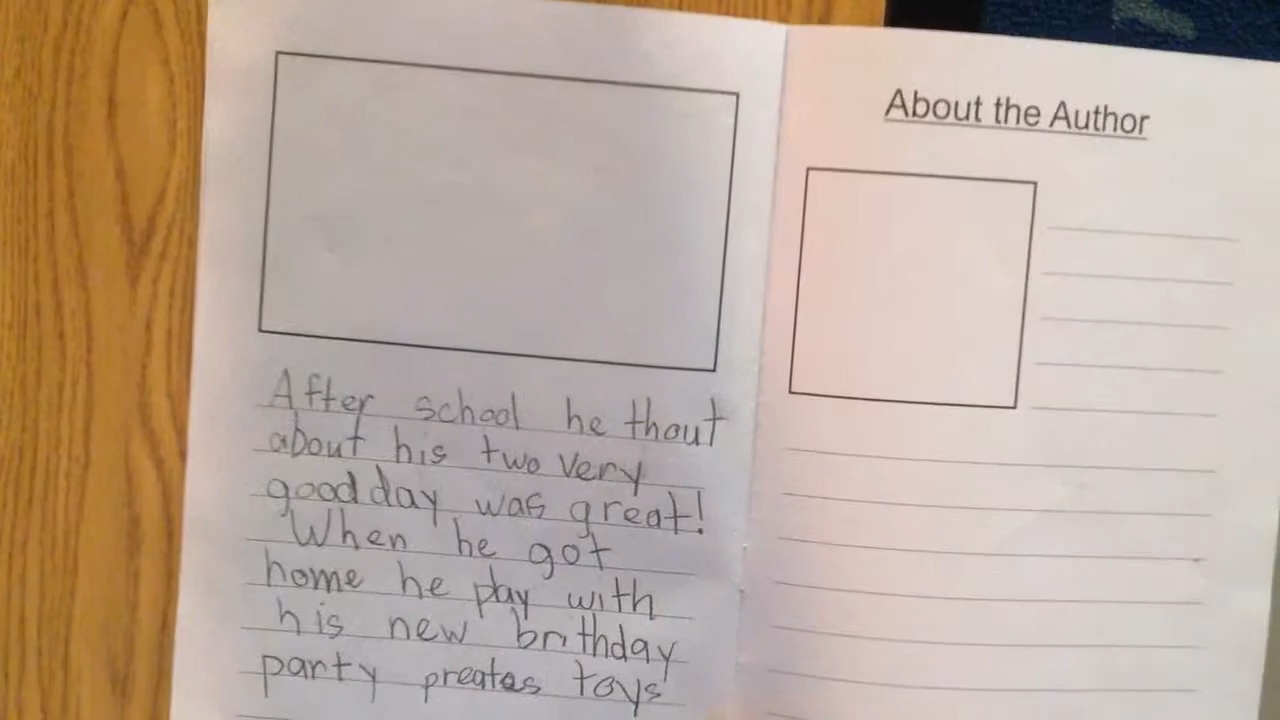 After school he thout
about his two very
good day was great!
When he got
home he play with
his new brithday
party preates toys
About the Author